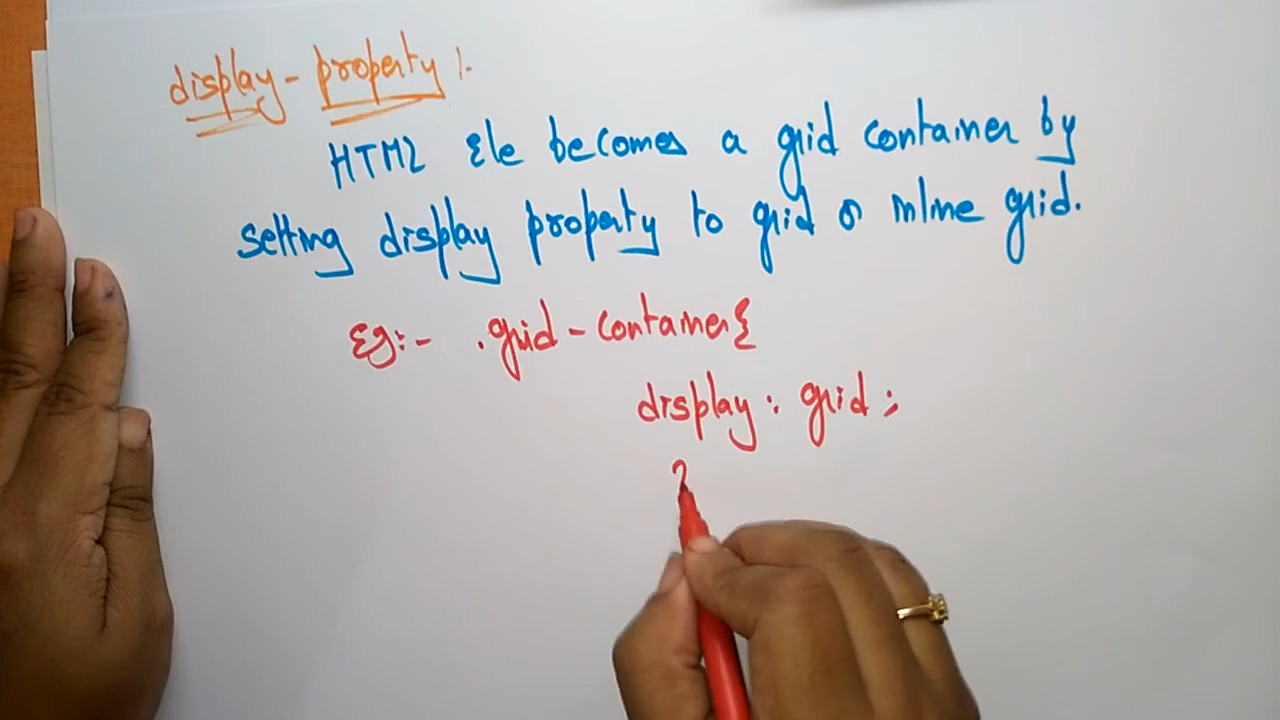 display - property :-
HTML Ele becomes a grid container by
setting display property to grid or inline grid.
Eg:- .grid-container{
display : grid ;
}